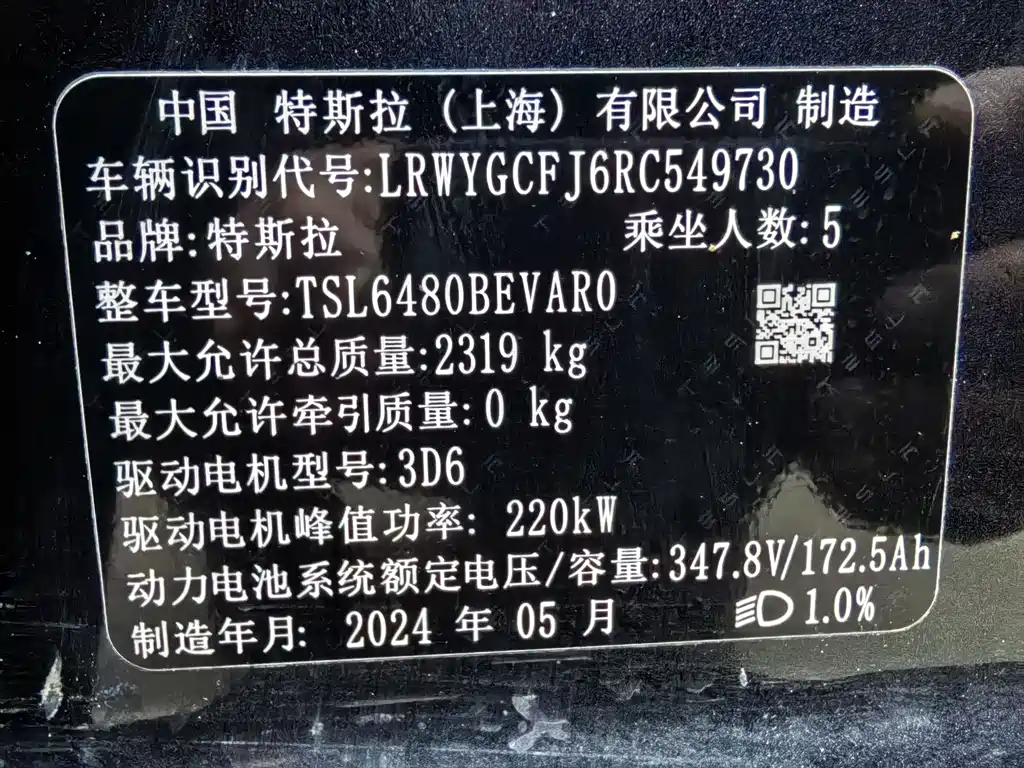 中国 特斯拉（上海）有限公司 制造
车辆识别代号:LRWYGCFJ6RC549730
品牌:特斯拉 乘坐人数:5
整车型号:TSL6480BEVAR0
最大允许总质量:2319 kg
最大允许牵引质量:0 kg
驱动电机型号:3D6
驱动电机峰值功率: 220kW
动力电池系统额定电压/容量:347.8V/172.5Ah
制造年月: 2024 年 05 月 1.0%